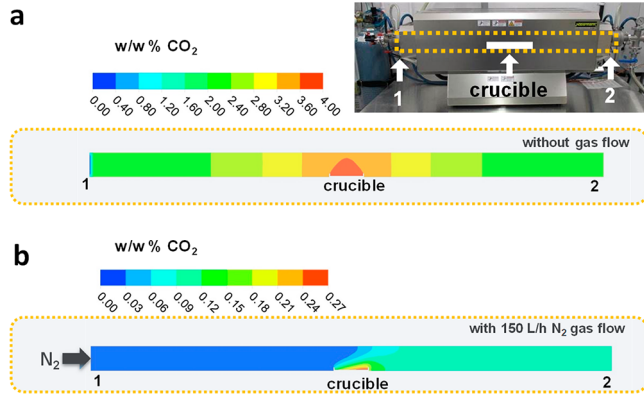 a
w/w% CO2
0.00 0.40 0.80 1.20 1.60 2.00 2.40 2.80 3.20 3.60 4.00
1 crucible 2
without gas flow
1 crucible 2
b
w/w % CO2
0.00 0.03 0.06 0.09 0.12 0.15 0.18 0.21 0.24 0.27
with 150 L/h N2 gas flow
N2
1 crucible 2